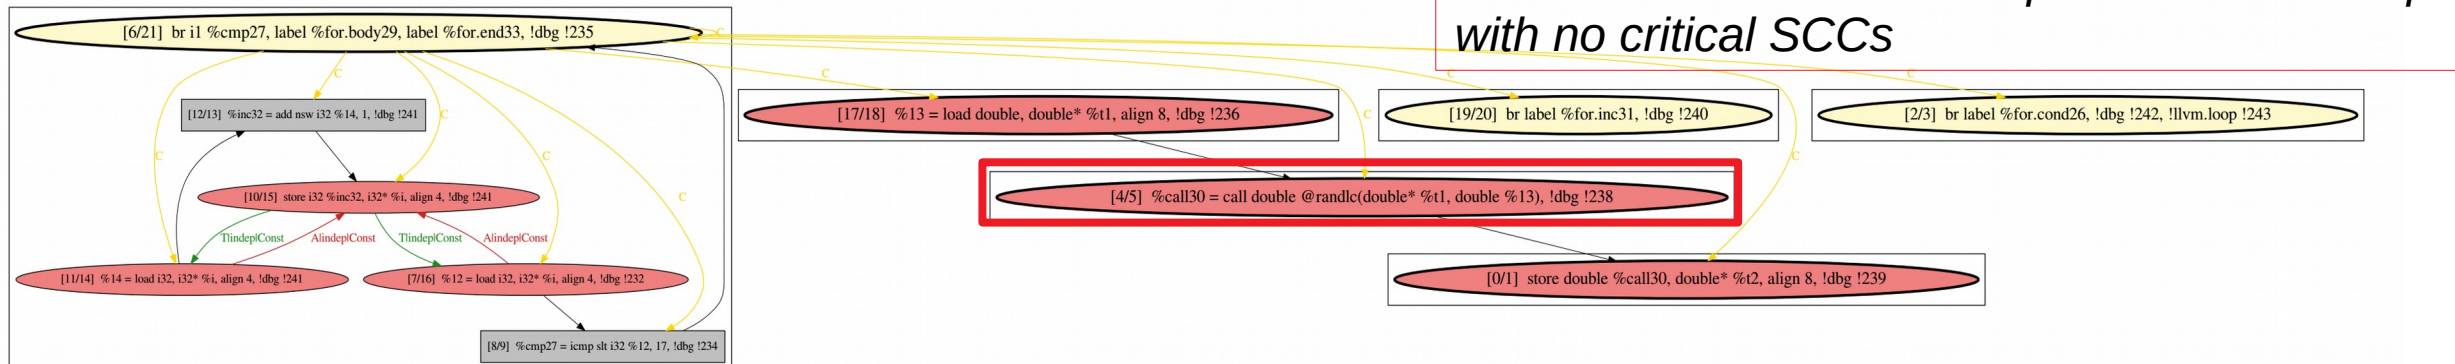 with no critical SCCs
[6/21] br i1 %cmp27, label %for.body29, label %for.end33, !dbg !235
C
C
C
C
C
[12/13] %inc32 = add nsw i32 %14, 1, !dbg !241
C
[17/18] %13 = load double, double* %t1, align 8, !dbg !236
C
[19/20] br label %for.inc31, !dbg !240
[2/3] br label %for.cond26, !dbg !242, !llvm.loop !243
C
C
C
C
[10/15] store i32 %inc32, i32* %i, align 4, !dbg !241
C
[4/5] %call30 = call double @randlc(double* %t1, double %13), !dbg !238
T|indep|Const
A|indep|Const
T|indep|Const
A|indep|Const
[11/14] %14 = load i32, i32* %i, align 4, !dbg !241
[7/16] %12 = load i32, i32* %i, align 4, !dbg !232
[0/1] store double %call30, double* %t2, align 8, !dbg !239
[8/9] %cmp27 = icmp slt i32 %12, 17, !dbg !234